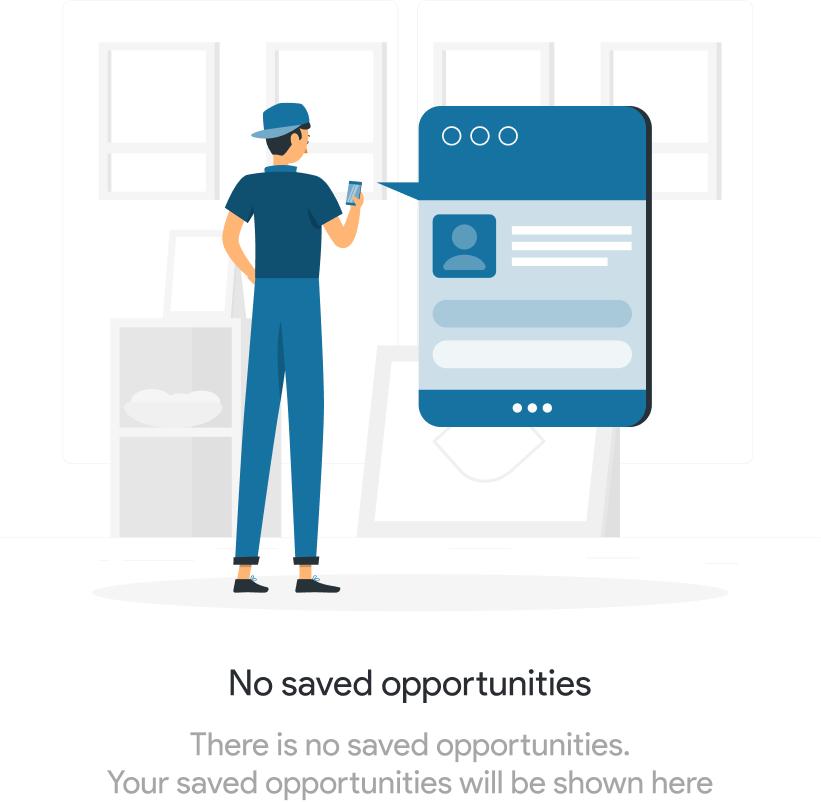 No saved opportunities
There is no saved opportunities.
Your saved opportunities will be shown here